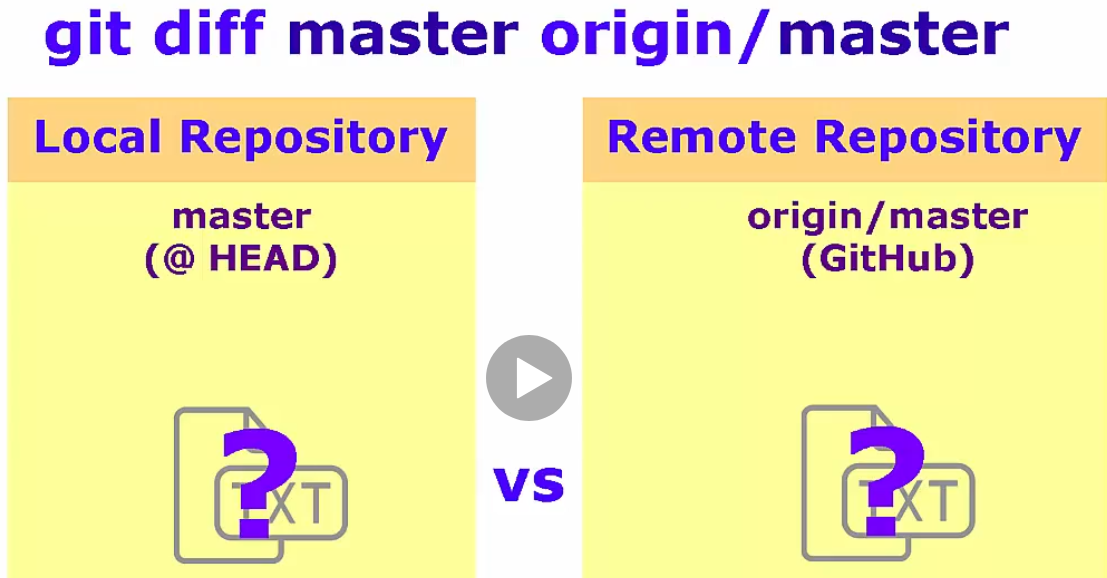 git diff master origin/master
Local Repository
Remote Repository
master
(@ HEAD)
origin/master
(GitHub)
vs
?
TXT
?
TXT